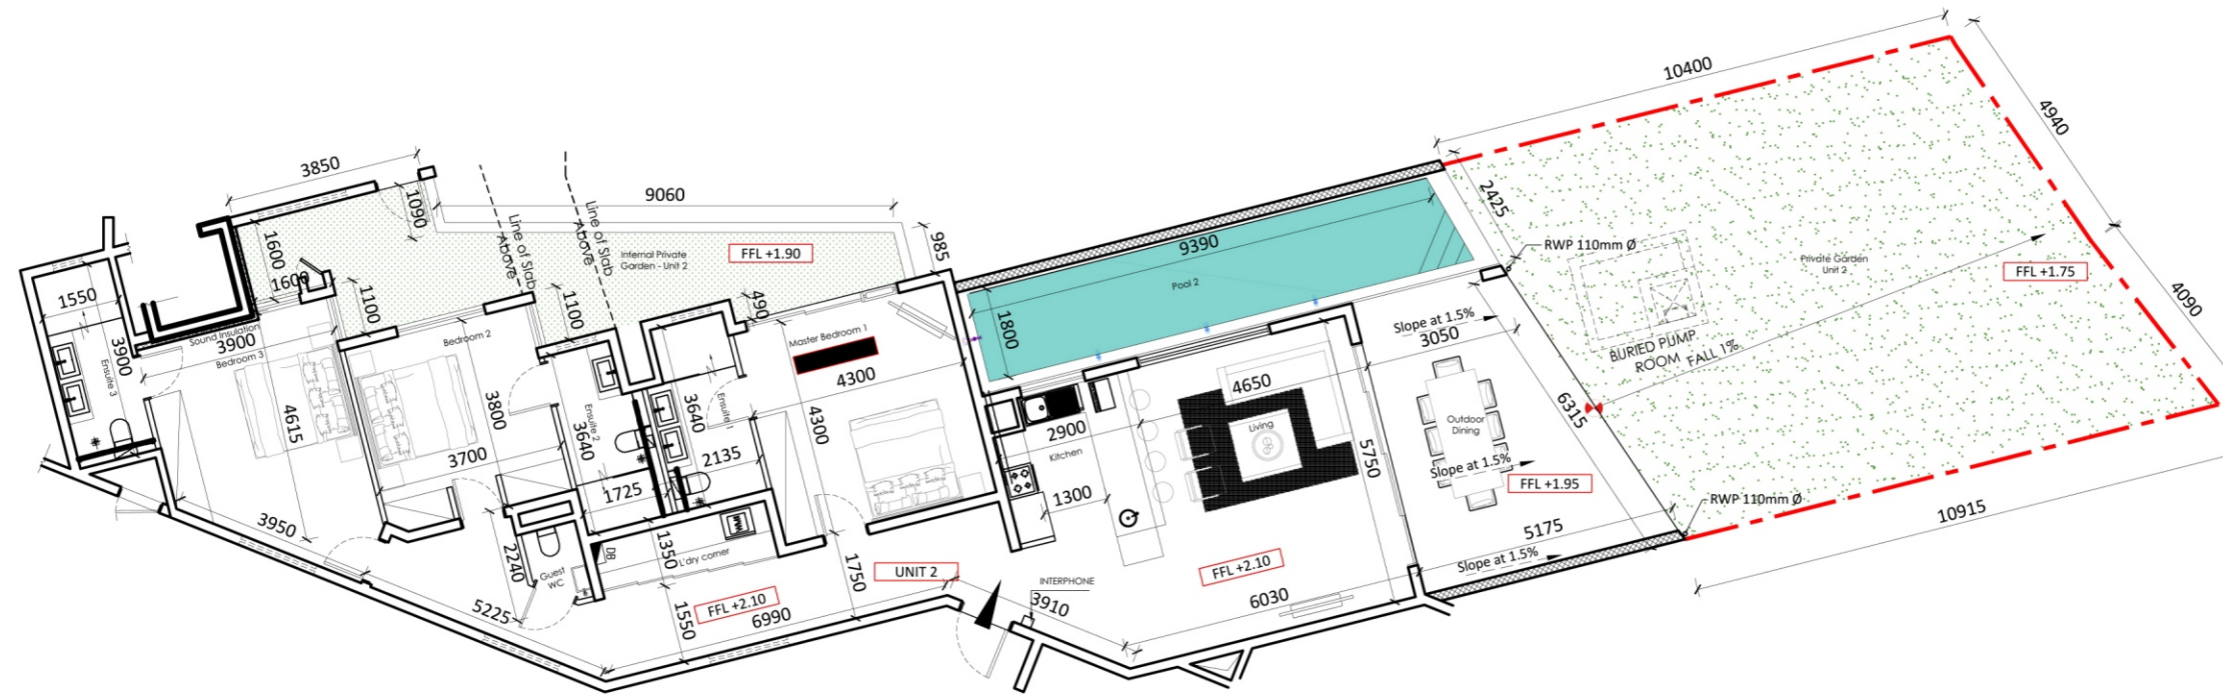 10400
4940
3850
1090
9060
Line of Slab
Above
Line of Slab
Above
Internal Private
Garden - Unit 2
FFL +1.90
985
2425
RWP 110mm Ø
9390
Pool 2
1800
Private Garden
Unit 2
FFL +1.75
4090
1600
1600
1100
1100
490
1550
3900
Ensuite 3
Sound Insulation
3900
Bedroom 3
Bedroom 2
Master Bedroom 1
4300
Slope at 1.5%
3050
BURIED PUMP
ROOM
FALL 1%
4615
3800
3700
Ensuite 2
3640
3640
Ensuite 1
4300
2135
1725
2900
Kitchen
1300
4650
Living
5750
Outdoor
Dining
6315
Slope at 1.5%
FFL +1.95
RWP 110mm Ø
10915
5175
Slope at 1.5%
3950
2240
Guest
WC
DB
1350
WM
L'dry corner
1750
UNIT 2
INTERPHONE
3910
FFL +2.10
6030
5225
1550
FFL +2.10
6990